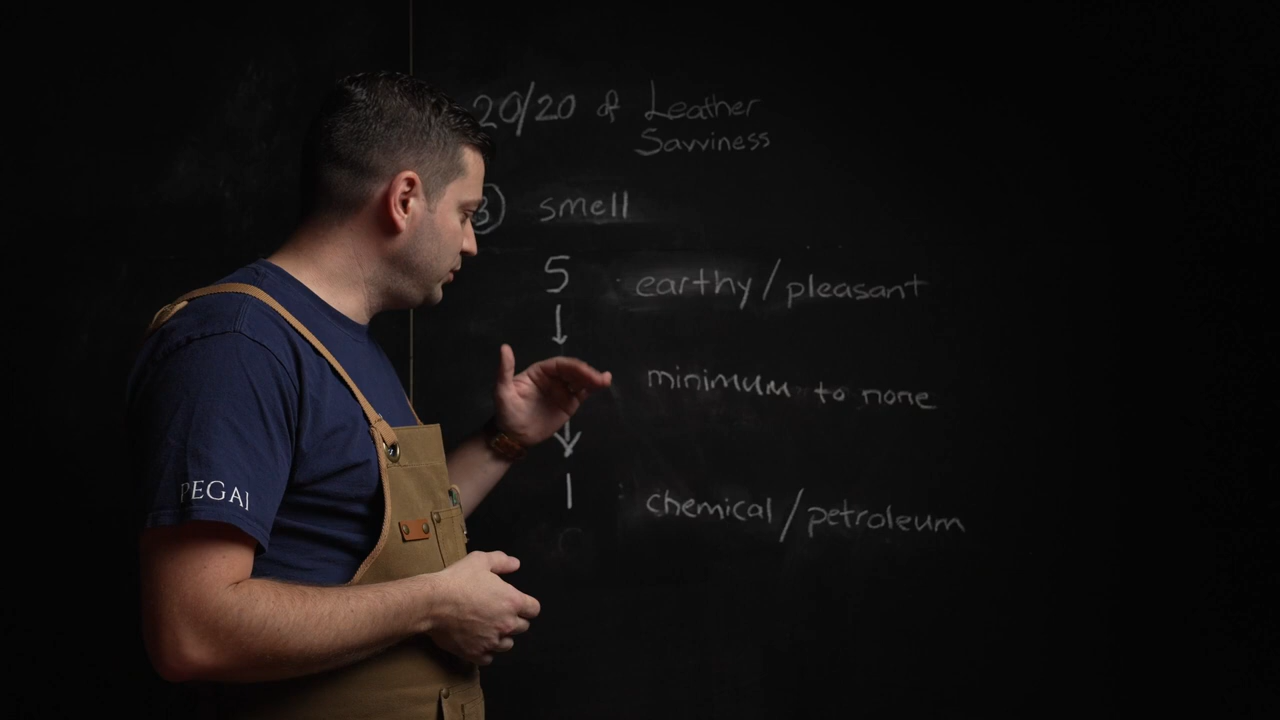 20/20 of Leather
Savviness
3 smell
5 earthy/pleasant
minimum to none
1 chemical/petroleum
PEGAI